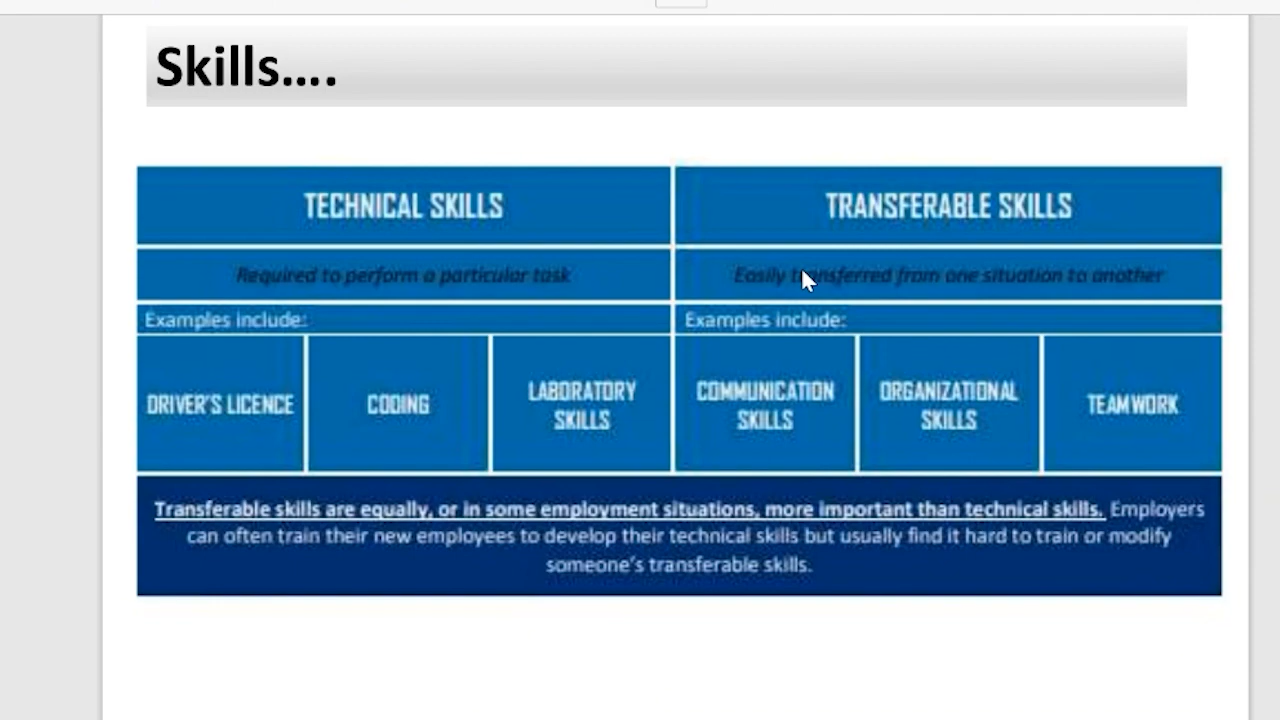 Skills....
TECHNICAL SKILLS
TRANSFERABLE SKILLS
Required to perform a particular task
Easily transferred from one situation to another
Examples include:
Examples include:
DRIVER'S LICENCE
CODING
LABORATORY
SKILLS
COMMUNICATION
SKILLS
ORGANIZATIONAL
SKILLS
TEAMWORK
Transferable skills are equally, or in some employment situations, more important than technical skills. Employers
can often train their new employees to develop their technical skills but usually find it hard to train or modify
someone's transferable skills.